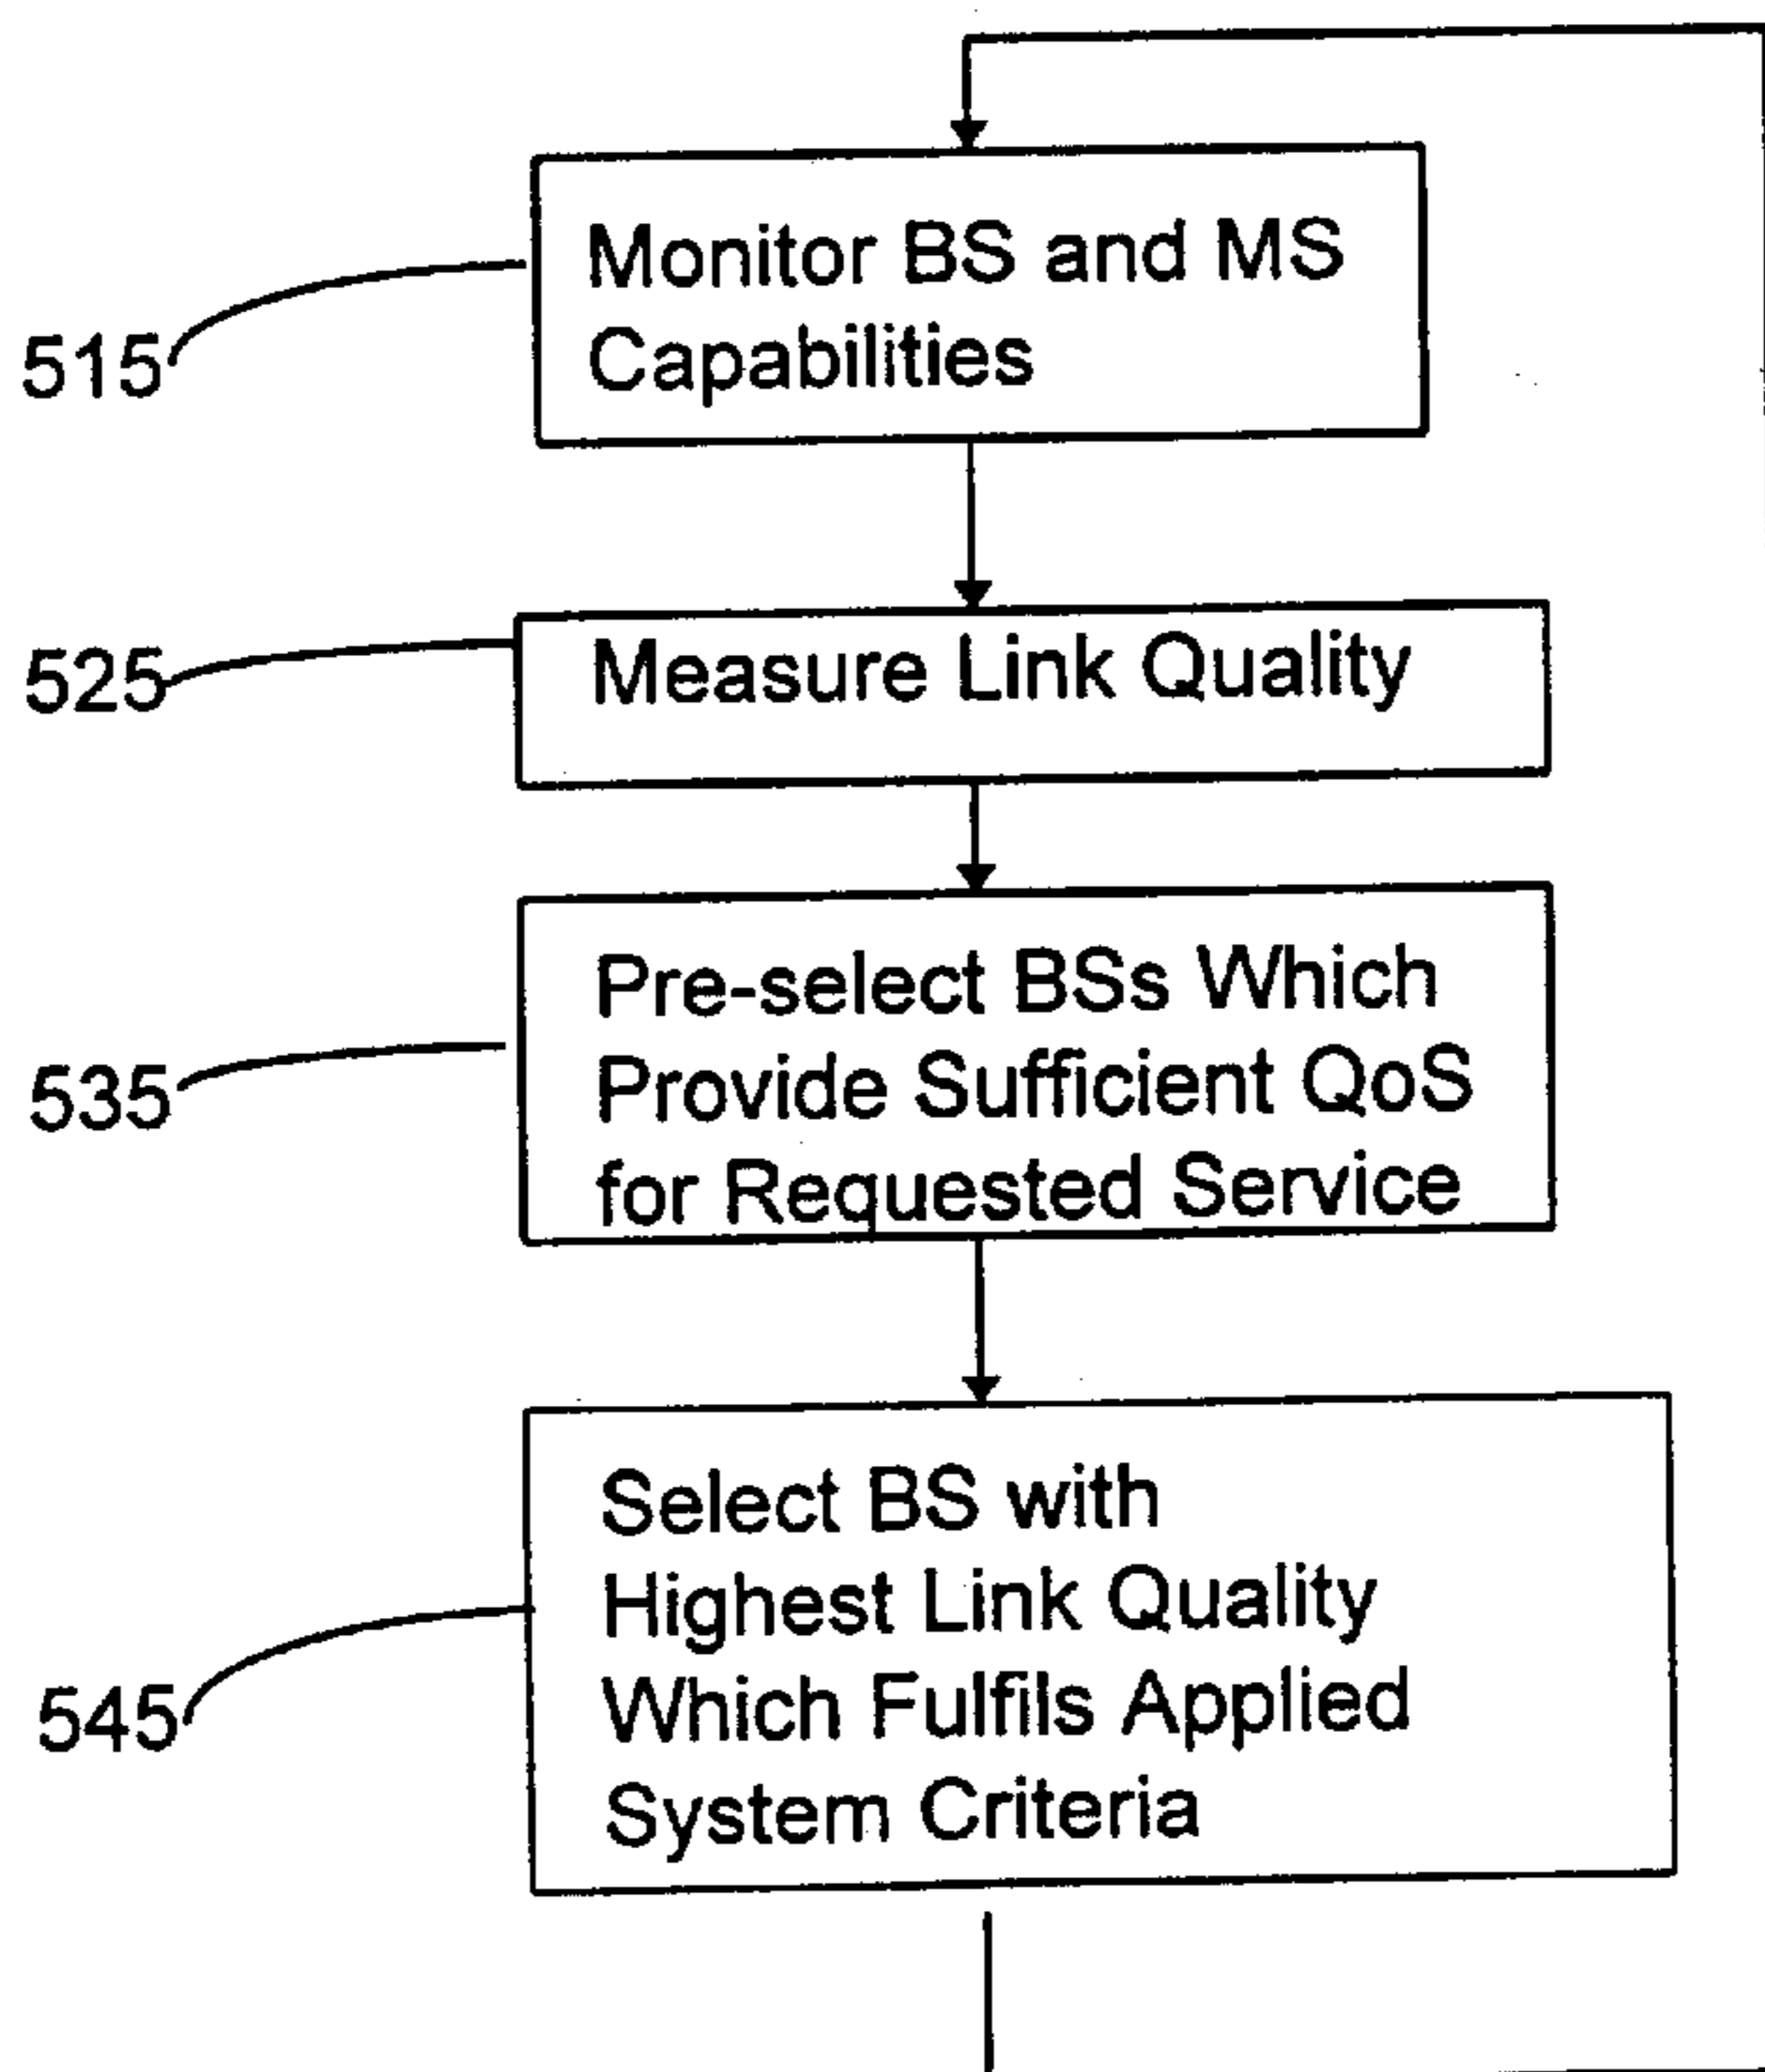 Monitor BS and MS
Capabilities
515
Measure Link Quality
525
Pre-select BSs Which
Provide Sufficient QoS
for Requested Service
535
Select BS with
Highest Link Quality
Which Fulfils Applied
System Criteria
545